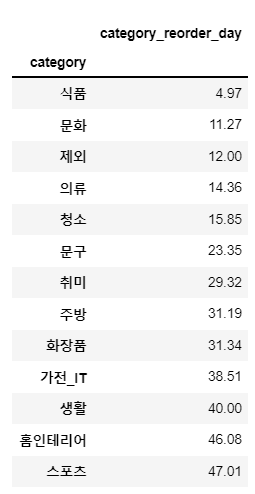 category_reorder_day
category
식품 4.97
문화 11.27
제외 12.00
의류 14.36
청소 15.85
문구 23.35
취미 29.32
주방 31.19
화장품 31.34
가전_IT 38.51
생활 40.00
홈인테리어 46.08
스포츠 47.01